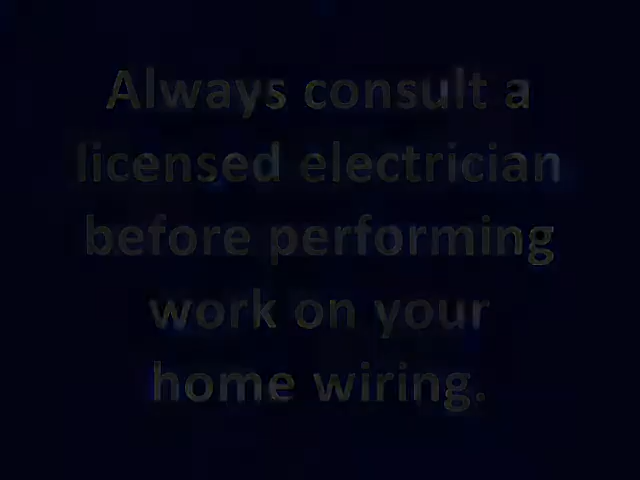 Always consult a
licensed electrician
before performing
work on your
home wiring.